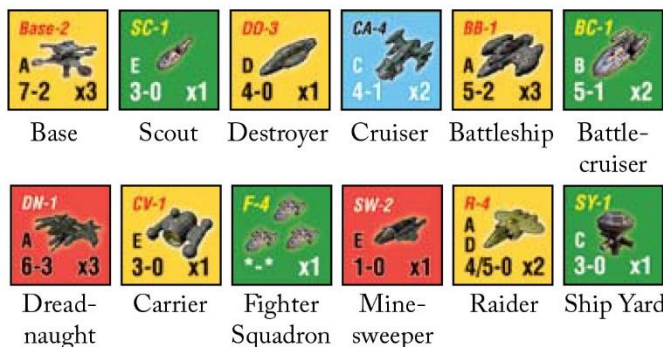 Base-2 SC-1 DD-3 CA-4 BB-1 BC-1
A E D C A B
7-2 x3 3-0 x1 4-0 x1 4-1 x2 5-2 x3 5-1 x2
Base Scout Destroyer Cruiser Battleship Battle-
cruiser
DN-1 CV-1 F-4 SW-2 R-4 SY-1
A E E A C
D
6-3 x3 3-0 x1 *-* x1 1-0 x1 4/5-0 x2 3-0 x1
Dread- Carrier Fighter Mine- Raider Ship Yard
naught Squadron sweeper